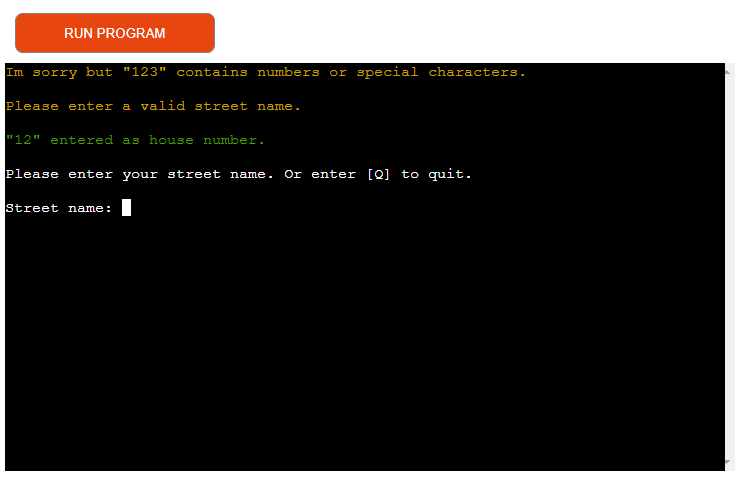 RUN PROGRAM
Im sorry but "123" contains numbers or special characters.
Please enter a valid street name.
"12" entered as house number.
Please enter your street name. Or enter [Q] to quit.
Street name: